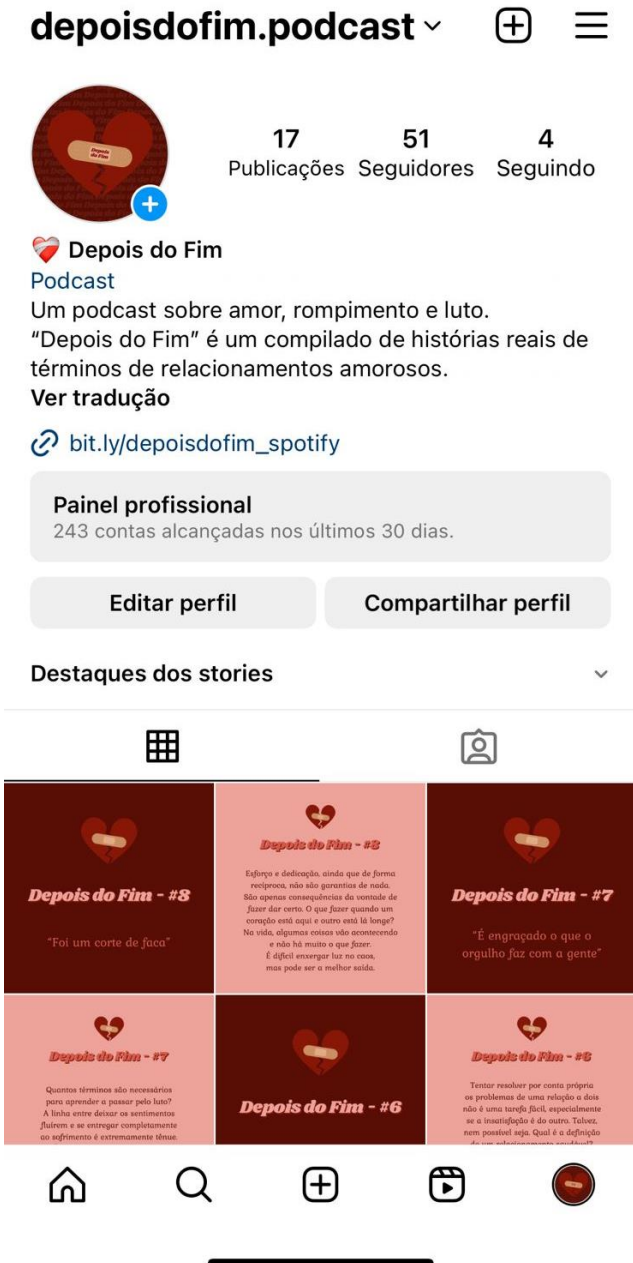 depoisdofim.podcast
Depois
do Fim
17
Publicações
51
Seguidores
4
Seguindo
Depois do Fim
Podcast
Um podcast sobre amor, rompimento e luto.
“Depois do Fim” é um compilado de histórias reais de
términos de relacionamentos amorosos.
Ver tradução
bit.ly/depoisdofim_spotify
Painel profissional
243 contas alcançadas nos últimos 30 dias.
Editar perfil
Compartilhar perfil
Destaques dos stories
Depois do Fim - #8
“Foi um corte de faca”
Depois do Fim - #8
Esforço e dedicação, ainda que de forma
recíproca, não são garantias de nada.
São apenas consequências da vontade de
fazer dar certo. O que fazer quando um
coração está aqui e outro está lá longe?
Na vida, algumas coisas vão acontecendo
e não há muito o que fazer.
É difícil enxergar luz no caos,
mas pode ser a melhor saída.
Depois do Fim - #7
“É engraçado o que o
orgulho faz com a gente”
Depois do Fim - #7
Quantos términos são necessários
para aprender a passar pelo luto?
A linha entre deixar os sentimentos
fluírem e se entregar completamente
ao sofrimento é extremamente tênue.
Depois do Fim - #6
Depois do Fim - #6
Tentar resolver por conta própria
os problemas de uma relação a dois
não é uma tarefa fácil, especialmente
se a insatisfação é do outro. Talvez,
nem possível seja. Qual é a definição
de um relacionamento saudável?